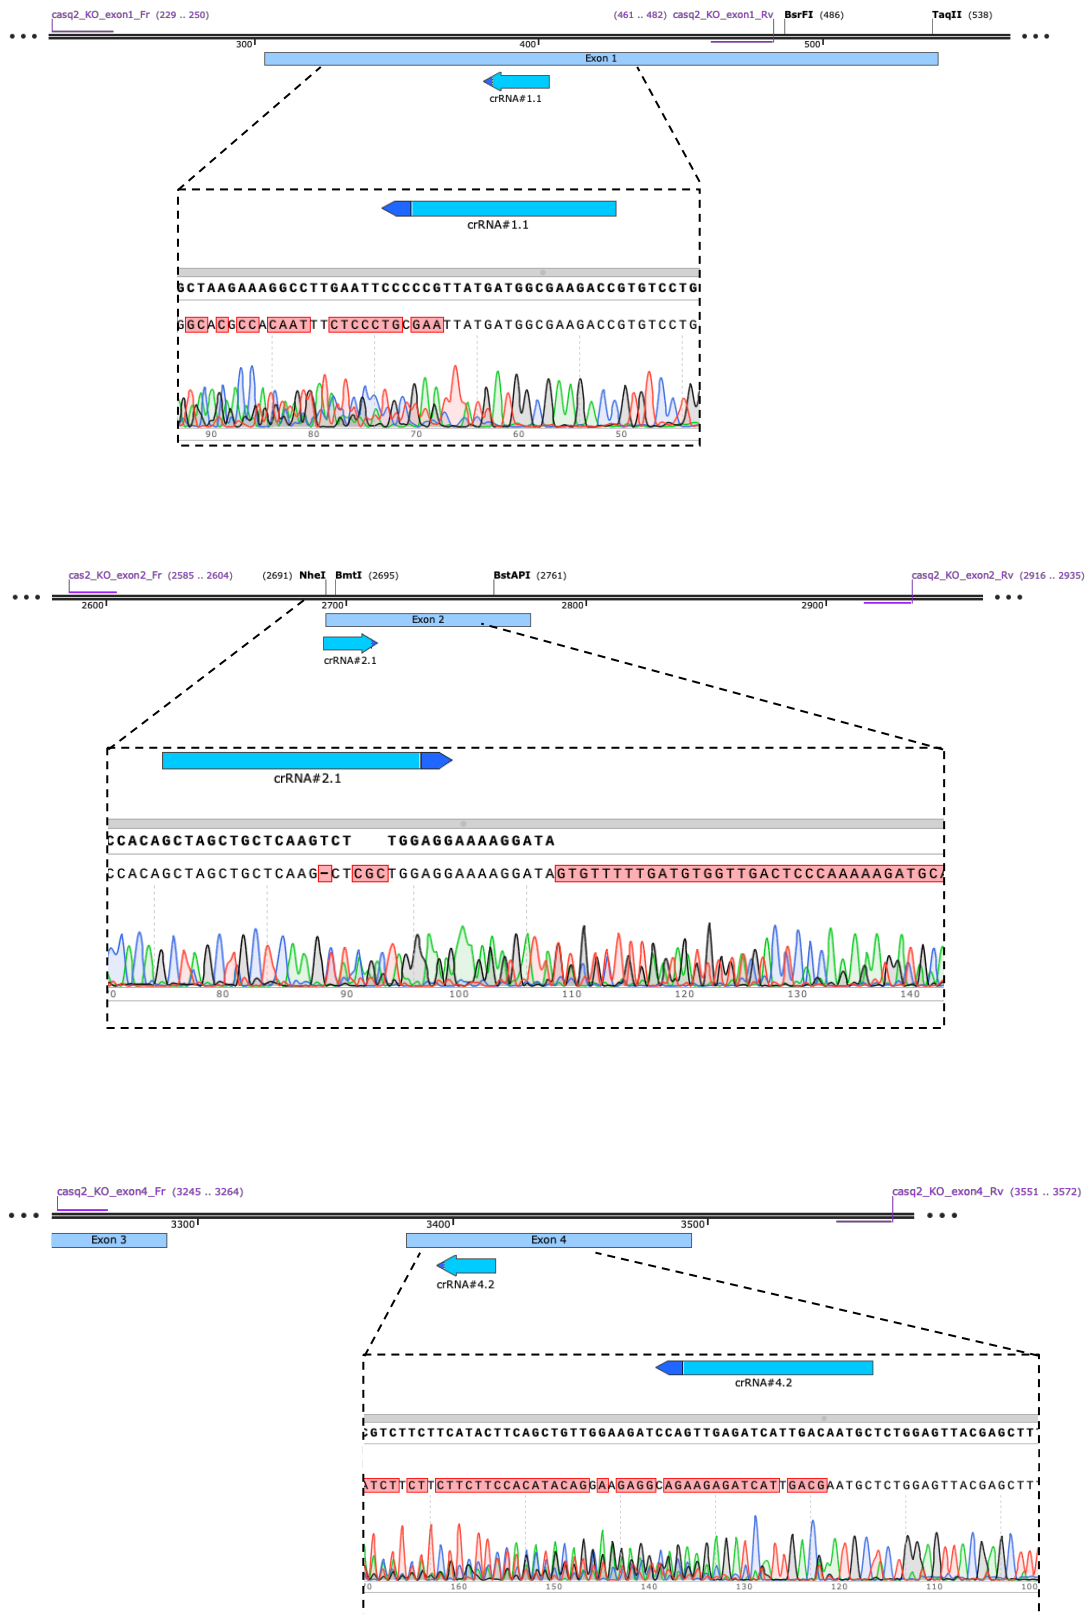 casq2_KO_exon1_Fr (229 .. 250)
(461 .. 482) casq2_KO_exon1_Rv
BsrFI (486)
TaqII (538)
300
400
500
Exon 1
crRNA#1.1
crRNA#1.1
GCTAAGAAAGGCCTTGAATTCCCCCGTTATGATGGCGAAGACCGTGTCCTG
GGCACGCCACAATTTCTCCCTGCGAATTATGATGGCGAAGACCGTGTCCTG
90
80
70
60
50
cas2_KO_exon2_Fr (2585 .. 2604)
(2691) NheI
BmtI (2695)
BstAPI (2761)
casq2_KO_exon2_Rv (2916 .. 2935)
2600
2700
2800
2900
Exon 2
crRNA#2.1
crRNA#2.1
CCACAGCTAGCTGCTCAAGTCT TGGAGGAAAAGGATA
CCACAGCTAGCTGCTCAAG-CTCGCTGGAGGAAAAGGATAGTGTTTTTGATGTGGTTGACTCCCAAAAAGATGCA
0
80
90
100
110
120
130
140
casq2_KO_exon4_Fr (3245 .. 3264)
casq2_KO_exon4_Rv (3551 .. 3572)
3300
3400
3500
Exon 3
Exon 4
crRNA#4.2
crRNA#4.2
CGTCTTCTTCATACTTCAGCTGTTGGAAGATCCAGTTGAGATCATTGACAATGCTCTGGAGTTACGAGCTT
ATCTTCTTCTTCTTCCACATACAGGAAGAGGCAGAAGAGATCATTGACGAATGCTCTGGAGTTACGAGCTTT
0
160
150
140
130
120
110
100